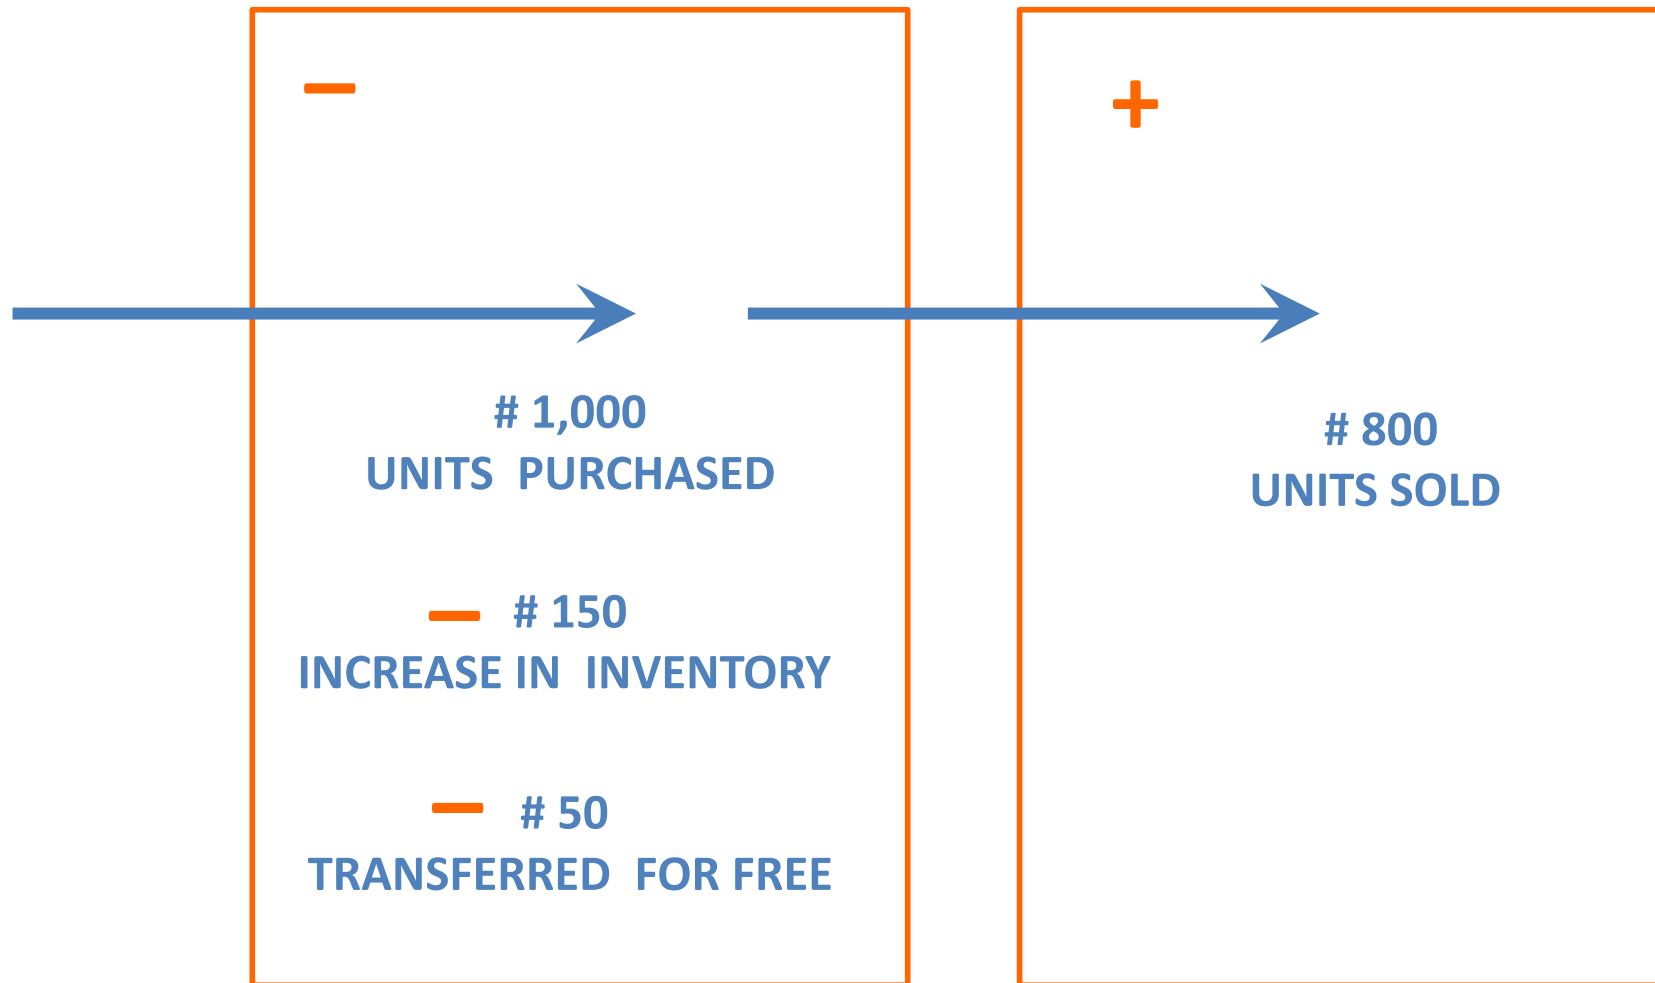 –
+
# 1,000
UNITS PURCHASED
# 800
UNITS SOLD
– # 150
INCREASE IN INVENTORY
– # 50
TRANSFERRED FOR FREE